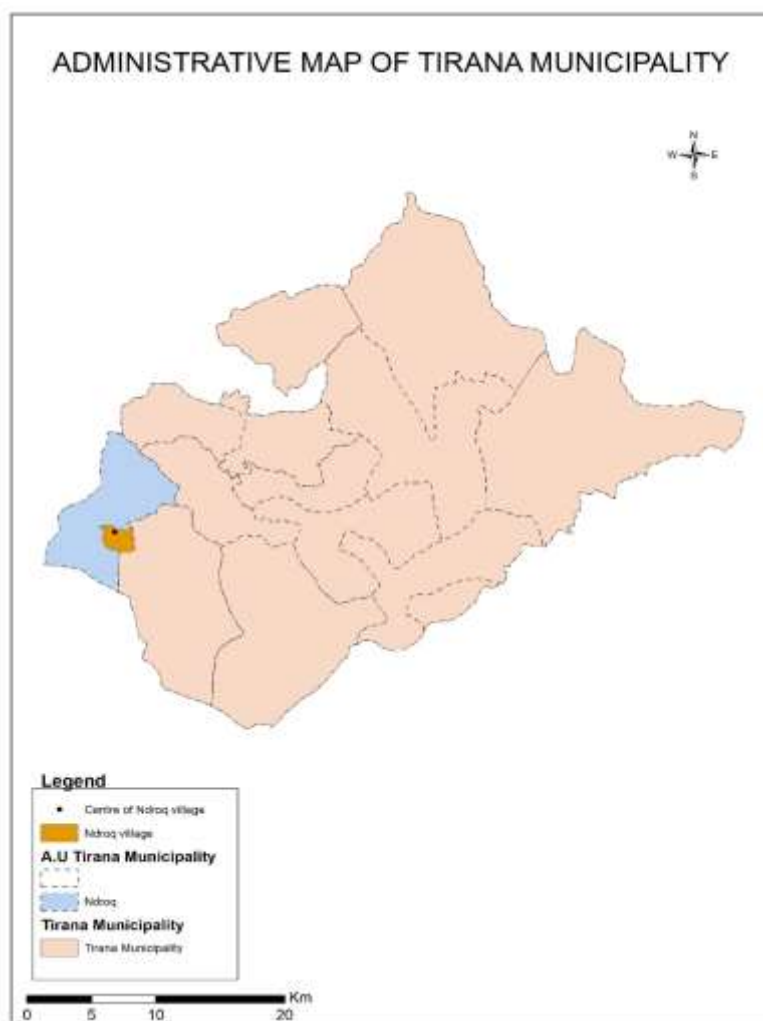 ADMINISTRATIVE MAP OF TIRANA MUNICIPALITY
N
W E
S
Legend
Centre of Ndroq village
Ndroq village
A.U Tirana Municipality
Ndroq
Tirana Municipality
Tirana Municipality
Km
0 5 10 20